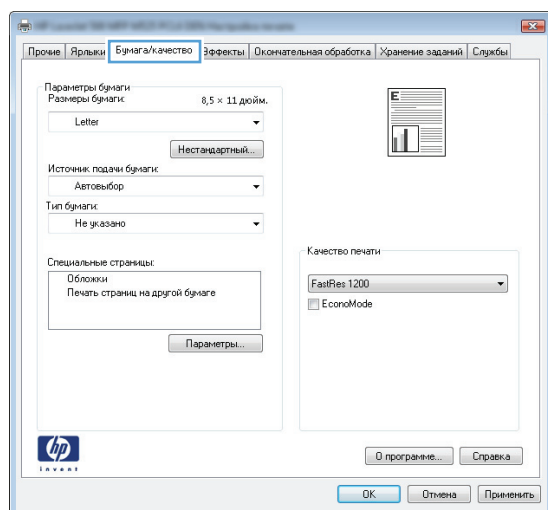 Прочие Ярлыки Бумага/качество Эффекты Окончательная обработка Хранение заданий Службы
Параметры бумаги
Размеры бумаги: 8,5 × 11 дюйм.
Letter
Нестандартный...
Источник подачи бумаги:
Автовыбор
Тип бумаги:
Не указано
Специальные страницы:
Обложки
Печать страниц на другой бумаге
Параметры...
E
Качество печати
FastRes 1200
EconoMode
hp
invent
О программе... Справка
OK Отмена Применить